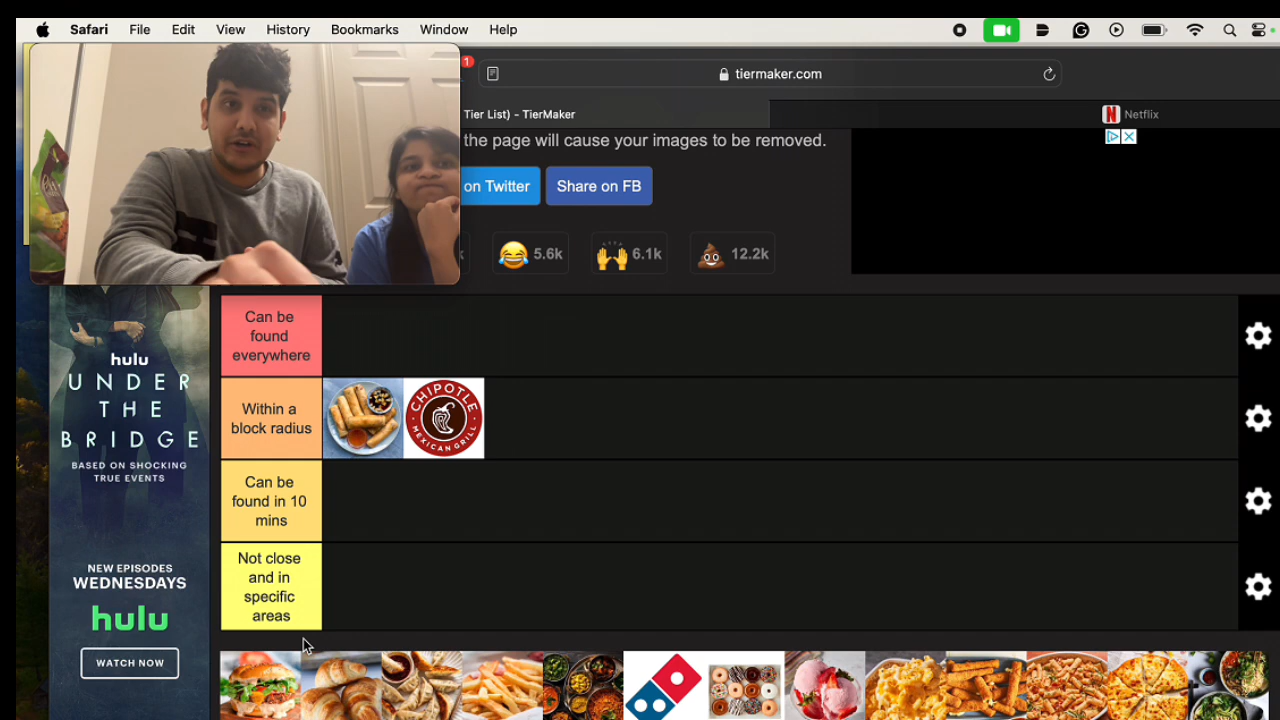 Safari File Edit View History Bookmarks Window Help
1
tiermaker.com
Tier List) - TierMaker
Netflix
the page will cause your images to be removed.
on Twitter
Share on FB
k
5.6k
6.1k
12.2k
Can be
found
everywhere
Within a
block radius
CHIPOTLE
MEXICAN GRILL
Can be
found in 10
mins
Not close
and in
specific
areas
hulu
UNDER
THE
BRIDGE
BASED ON SHOCKING
TRUE EVENTS
NEW EPISODES
WEDNESDAYS
hulu
WATCH NOW